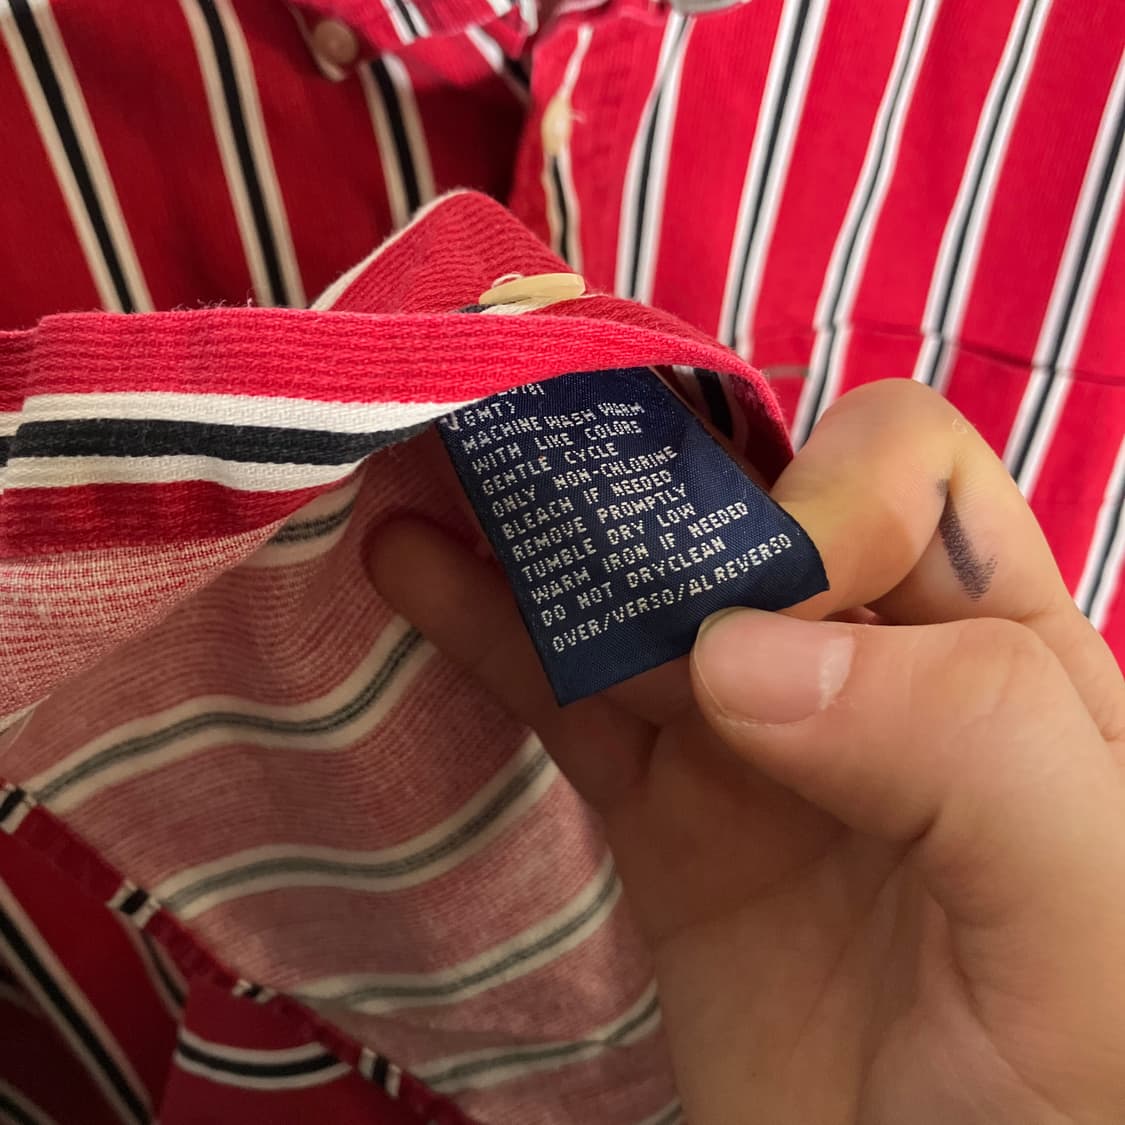 (GMT)
MACHINE WASH WARM
WITH LIKE COLORS
GENTLE CYCLE
ONLY NON-CHLORINE
BLEACH IF NEEDED
REMOVE PROMPTLY
TUMBLE DRY LOW
WARM IRON IF NEEDED
DO NOT DRYCLEAN
OVER/VERSO/ALREVERSO